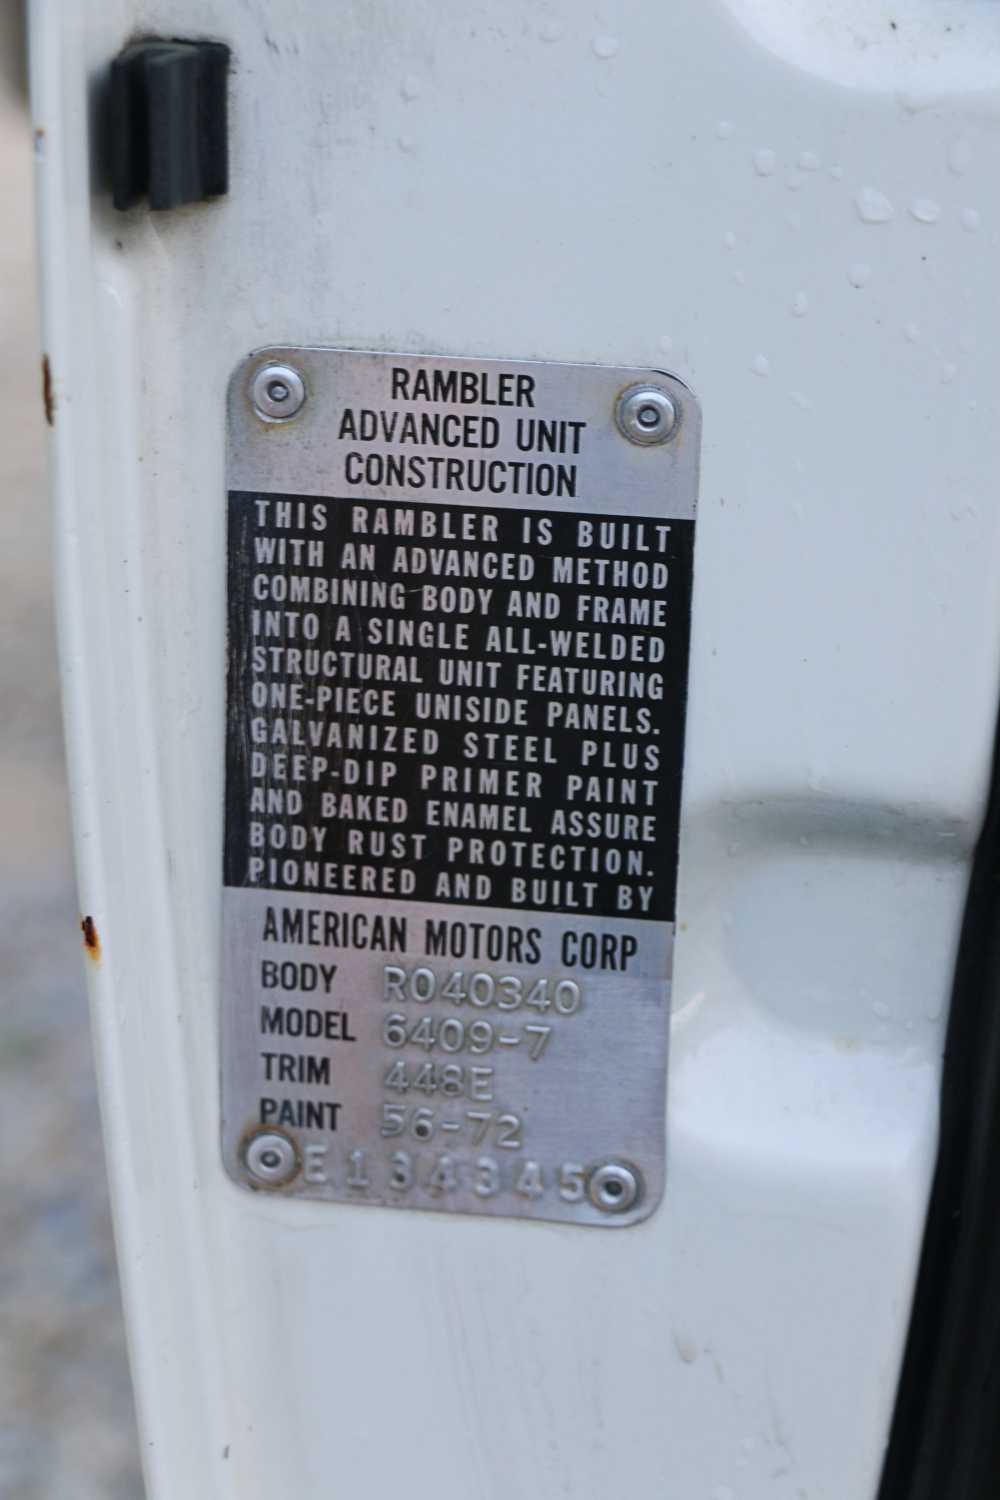 RAMBLER
ADVANCED UNIT
CONSTRUCTION
THIS RAMBLER IS BUILT
WITH AN ADVANCED METHOD
COMBINING BODY AND FRAME
INTO A SINGLE ALL-WELDED
STRUCTURAL UNIT FEATURING
ONE-PIECE UNISIDE PANELS.
GALVANIZED STEEL PLUS
DEEP-DIP PRIMER PAINT
AND BAKED ENAMEL ASSURE
BODY RUST PROTECTION.
PIONEERED AND BUILT BY
AMERICAN MOTORS CORP
BODY R040340
MODEL 6409-7
TRIM 448E
PAINT 56-72
E134345